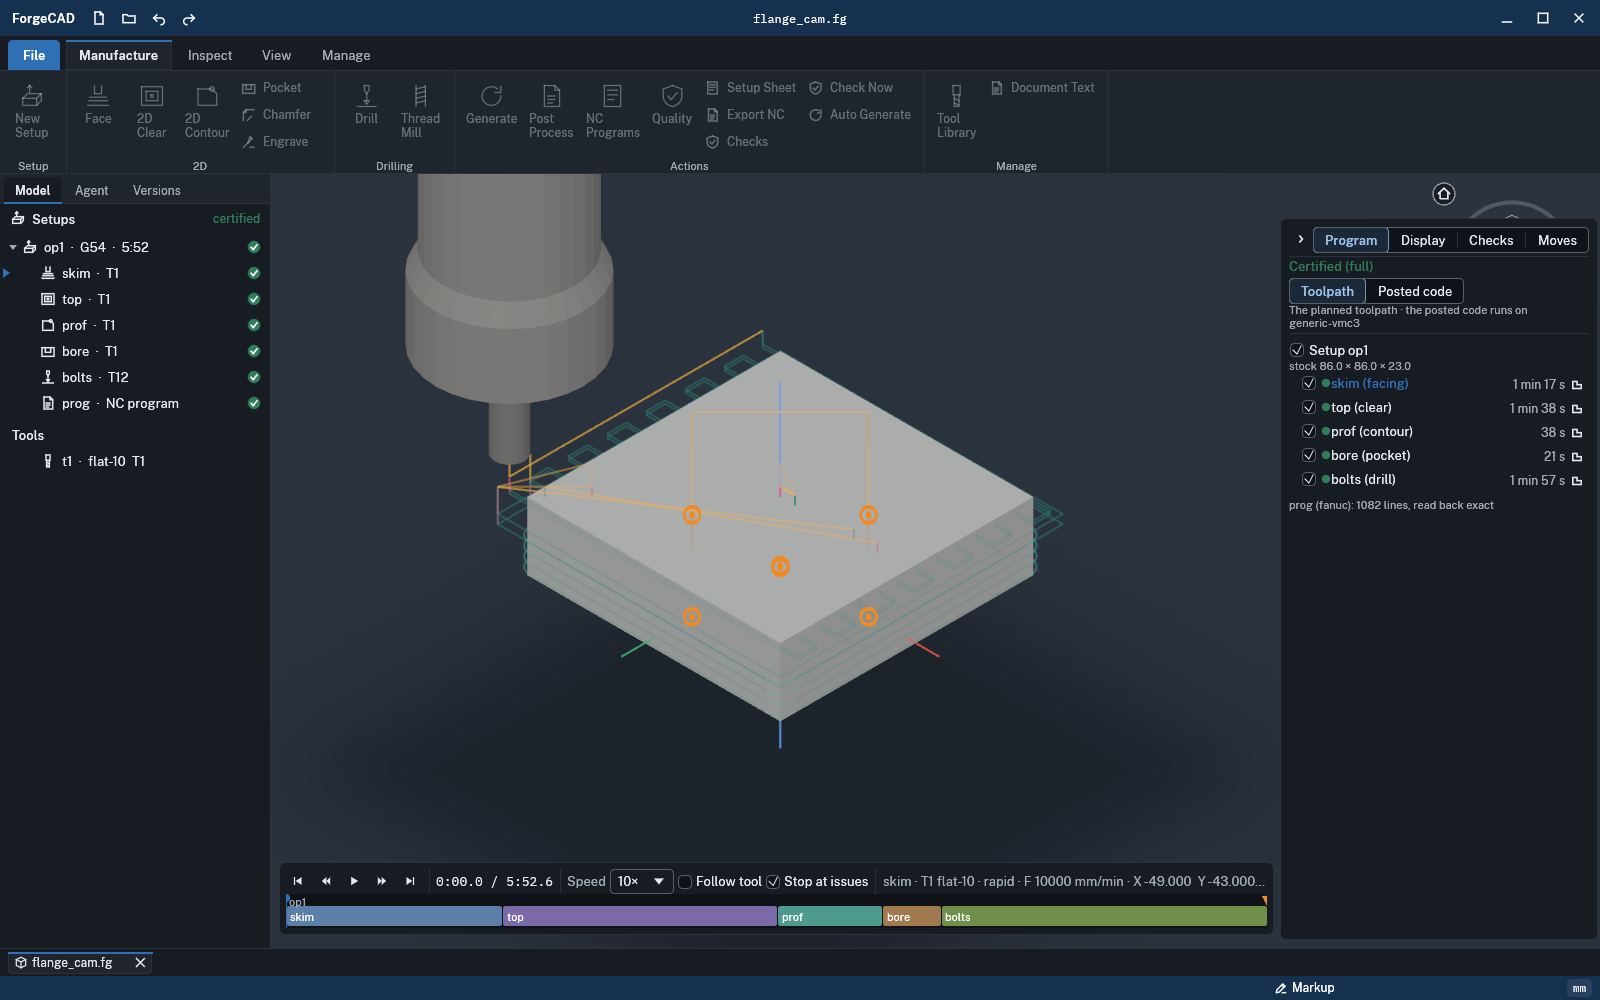 ForgeCAD
flange_cam.fg
File
Manufacture
Inspect
View
Manage
New Setup
Setup
Face
2D Clear
2D Contour
Pocket
Chamfer
Engrave
2D
Drill
Thread Mill
Drilling
Generate
Post Process
NC Programs
Quality
Setup Sheet
Export NC
Checks
Check Now
Auto Generate
Actions
Tool Library
Document Text
Manage
Model
Agent
Versions
Setups
certified
op1 · G54 · 5:52
skim · T1
top · T1
prof · T1
bore · T1
bolts · T12
prog · NC program
Tools
t1 · flat-10 T1
Program
Display
Checks
Moves
Certified (full)
Toolpath
Posted code
The planned toolpath · the posted code runs on
generic-vmc3
Setup op1
stock 86.0 × 86.0 × 23.0
skim (facing) 1 min 17 s
top (clear) 1 min 38 s
prof (contour) 38 s
bore (pocket) 21 s
bolts (drill) 1 min 57 s
prog (fanuc): 1082 lines, read back exact
0:00.0 / 5:52.6
Speed
10×
Follow tool
Stop at issues
skim · T1 flat-10 · rapid · F 10000 mm/min · X -49.000 Y -43.000...
op1
skim
top
prof
bore
bolts
flange_cam.fg
Markup
mm